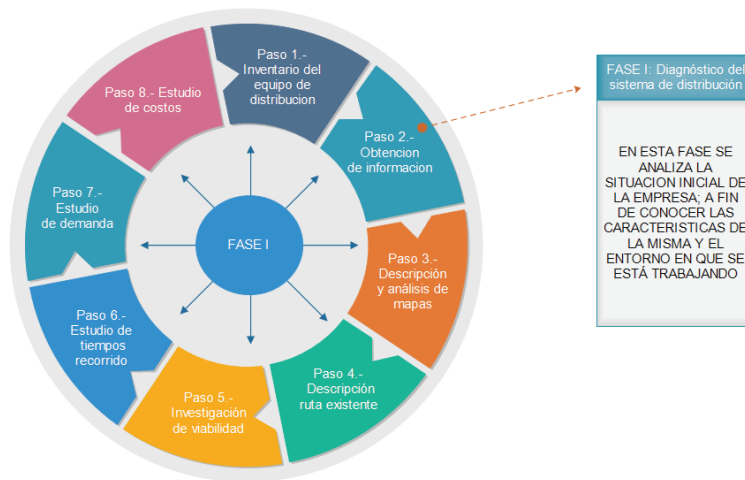 Paso 1.-
Inventario del
equipo de
distribucion
Paso 2.-
Obtencion
de informacion
Paso 3.-
Descripción
y análisis de
mapas
Paso 4.-
Descripción
ruta existente
Paso 5.-
Investigación
de viabilidad
Paso 6.-
Estudio de
tiempos
recorrido
Paso 7.-
Estudio
de demanda
Paso 8.- Estudio
de costos
FASE I
FASE I: Diagnóstico del
sistema de distribución
EN ESTA FASE SE
ANALIZA LA
SITUACION INICIAL DE
LA EMPRESA; A FIN
DE CONOCER LAS
CARACTERISTICAS DE
LA MISMA Y EL
ENTORNO EN QUE SE
ESTÁ TRABAJANDO